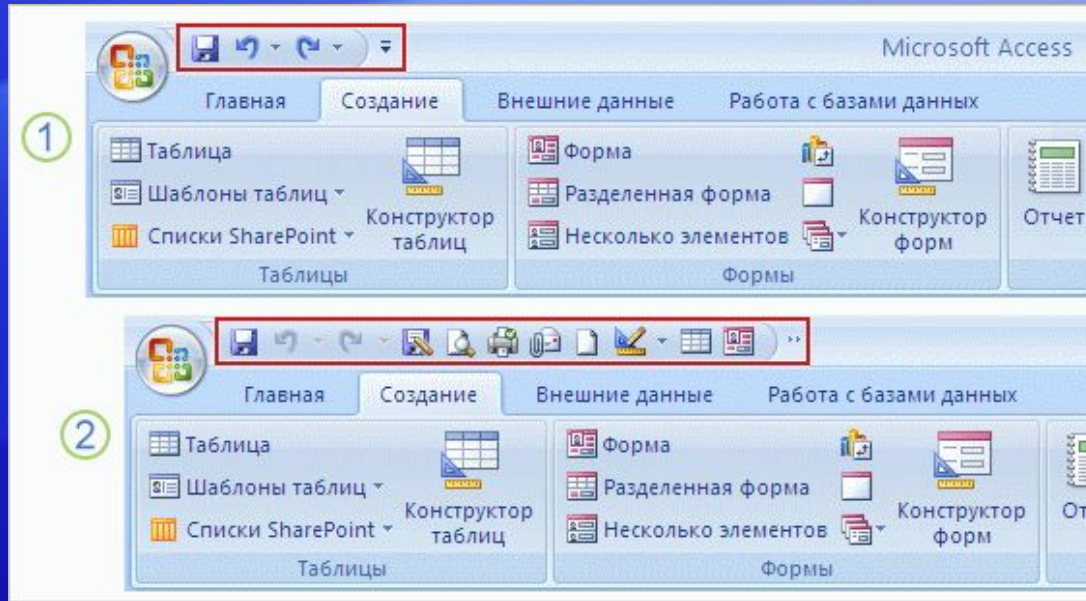 Microsoft Access
Главная Создание Внешние данные Работа с базами данных
1
Таблица
Шаблоны таблиц
Списки SharePoint
Конструктор
таблиц
Таблицы
Форма
Разделенная форма
Несколько элементов
Конструктор
форм
Формы
Отчет
Главная Создание Внешние данные Работа с базами данных
2
Таблица
Шаблоны таблиц
Списки SharePoint
Конструктор
таблиц
Таблицы
Форма
Разделенная форма
Несколько элементов
Конструктор
форм
Формы
От